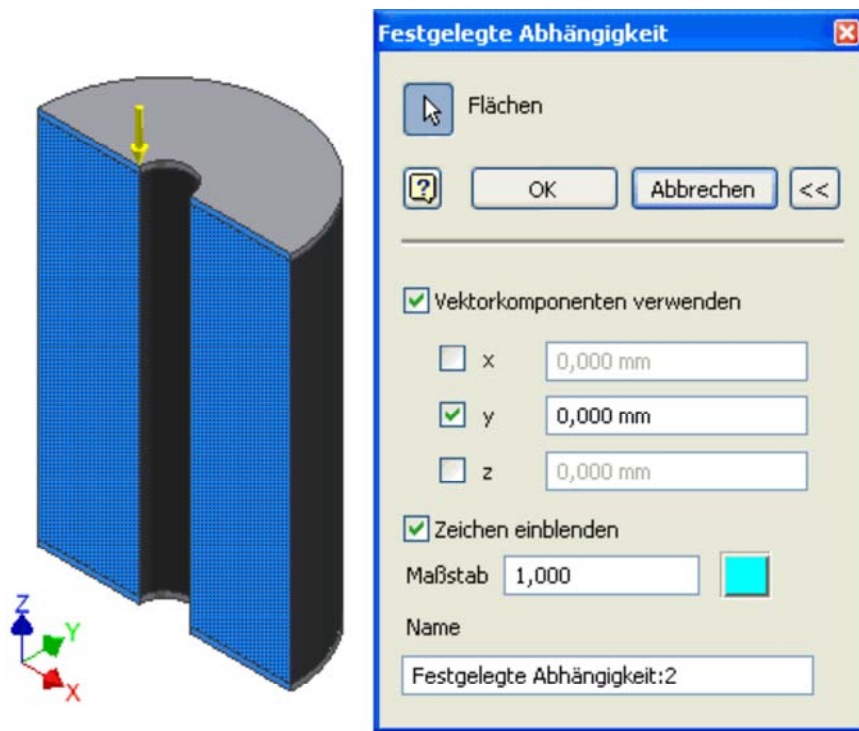 Festgelegte Abhängigkeit
Flächen
OK
Abbrechen
<<
Vektorkomponenten verwenden
x 0,000 mm
y 0,000 mm
z 0,000 mm
Zeichen einblenden
Maßstab 1,000
Name
Festgelegte Abhängigkeit:2
Z
Y
X